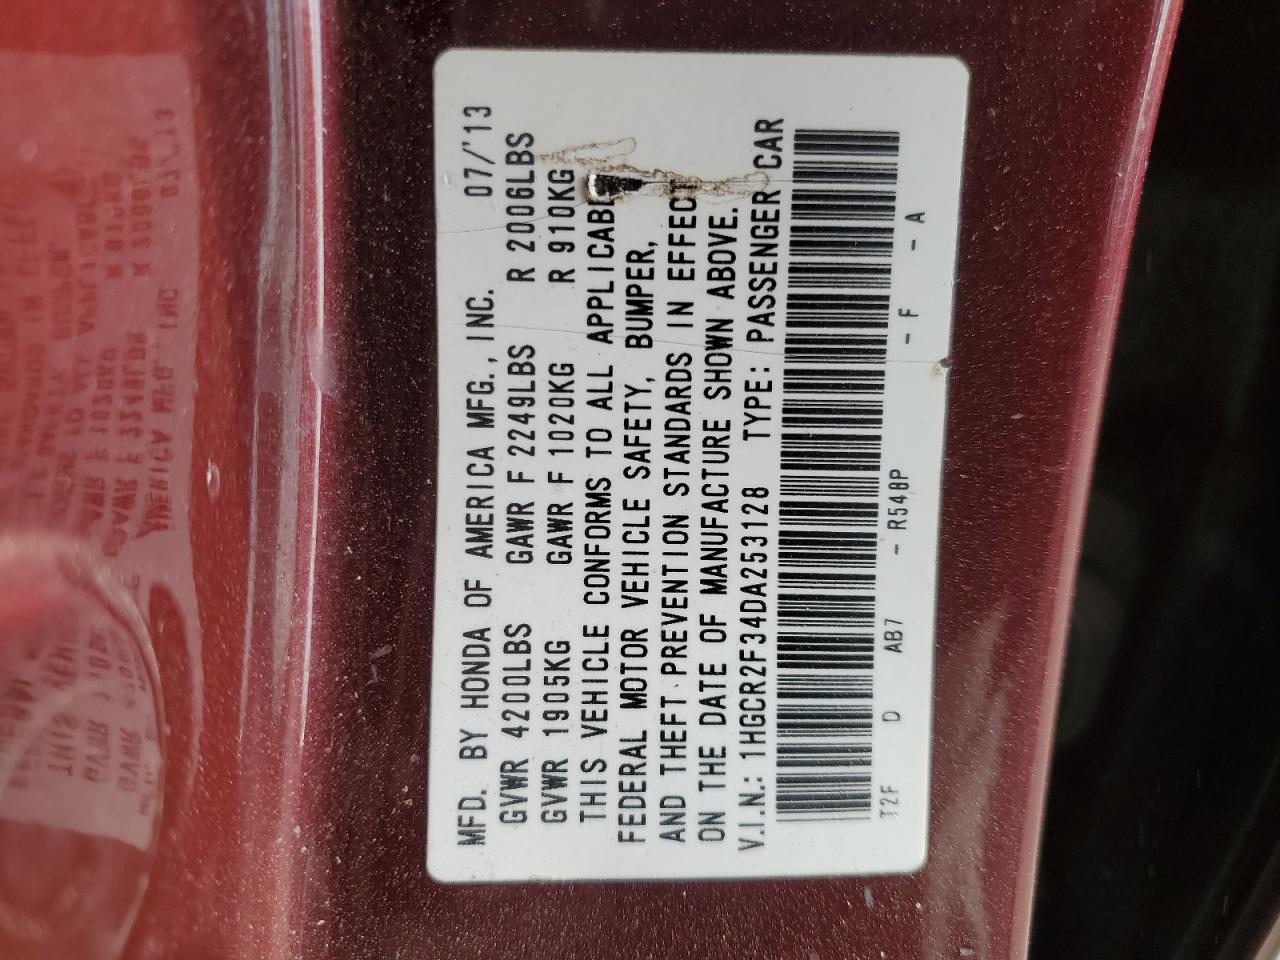 MFD. BY HONDA OF AMERICA MFG., INC. 07/'13
GVWR 4200LBS GAWR F 2249LBS R 2006LBS
GVWR 1905KG GAWR F 1020KG R 910KG
THIS VEHICLE CONFORMS TO ALL APPLICABLE
FEDERAL MOTOR VEHICLE SAFETY, BUMPER,
AND THEFT PREVENTION STANDARDS IN EFFECT
ON THE DATE OF MANUFACTURE SHOWN ABOVE.
V.I.N.: 1HGCR2F34DA253128 TYPE: PASSENGER CAR
T2F D AB7 - R548P - F - A